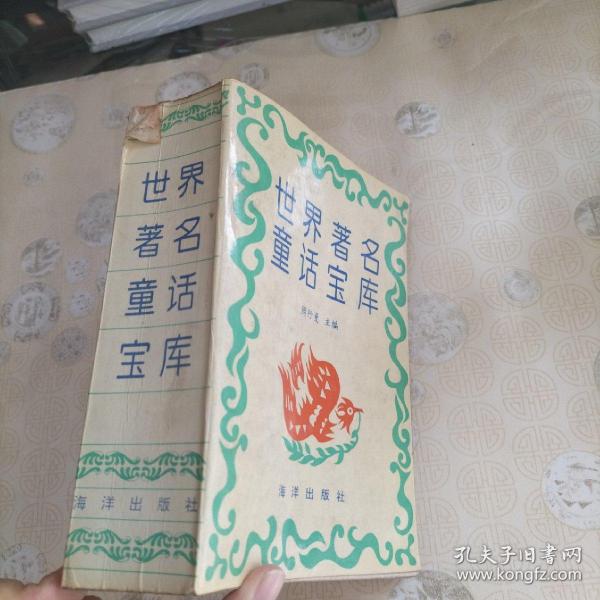 世界
著名
童话
宝库
海洋出版社
世界著名
童话宝库
主编
海洋出版社
孔夫子旧书网
www.kongfz.com